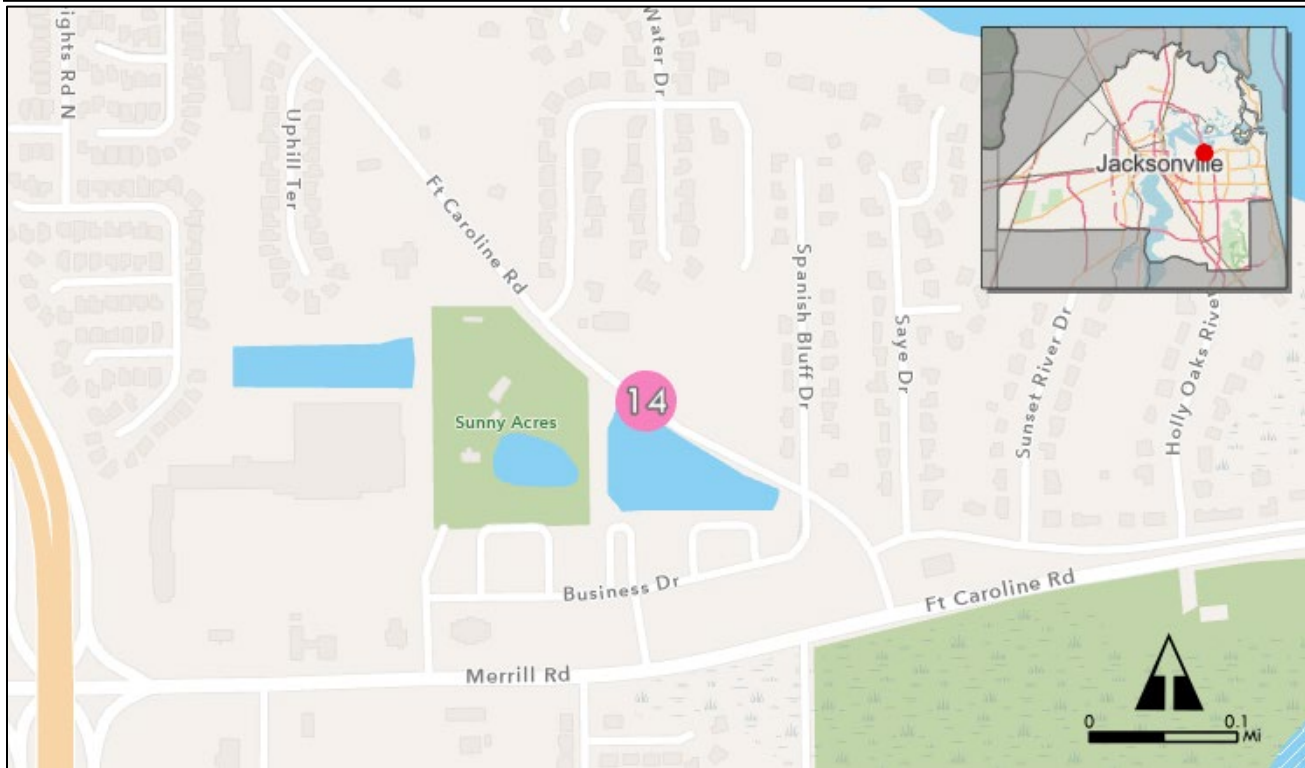 ights Rd N
Nater Dr
Uphill Ter
Jacksonville
Ft Caroline Rd
Spanish Bluff Dr
Saye Dr
Sunset River Dr
Holly Oaks River
14
Sunny Acres
Business Dr
Ft Caroline Rd
Merrill Rd
0 0.1
Mi